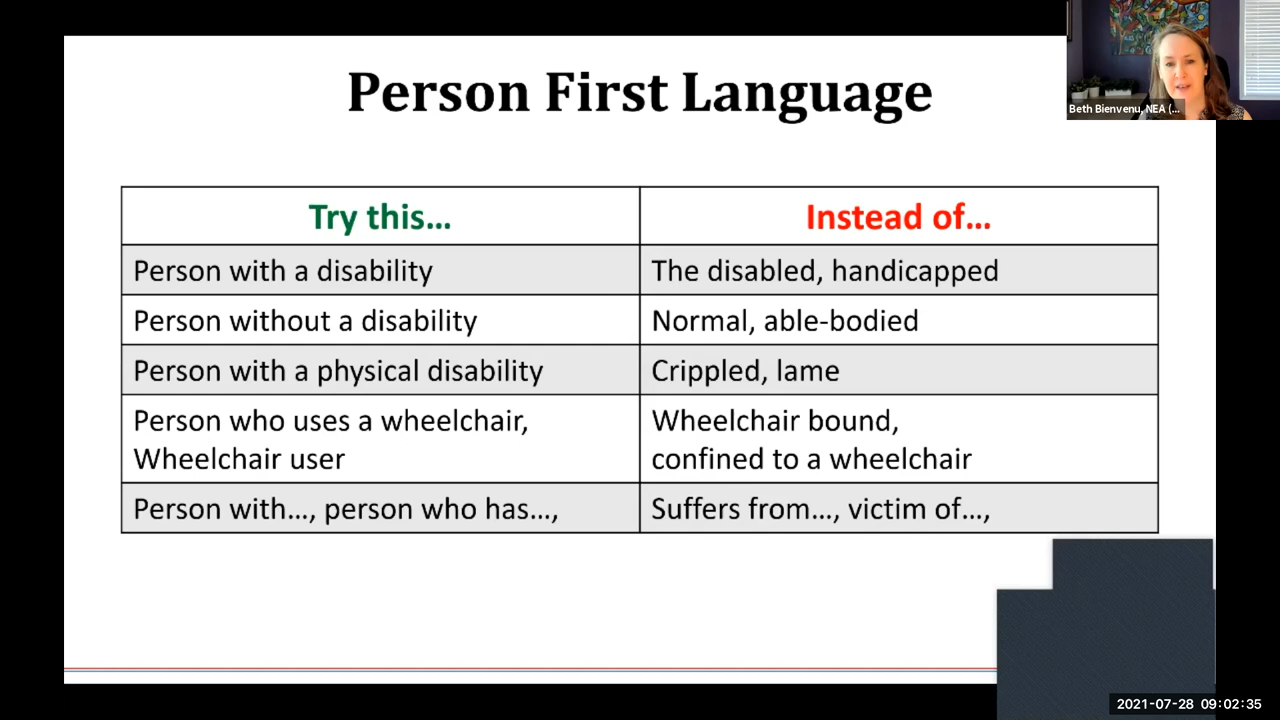 Person First Language
Beth Bienvenu, NEA (...
Try this...
Instead of...
Person with a disability
The disabled, handicapped
Person without a disability
Normal, able-bodied
Person with a physical disability
Crippled, lame
Person who uses a wheelchair,
Wheelchair user
Wheelchair bound,
confined to a wheelchair
Person with..., person who has...,
Suffers from..., victim of...,
2021-07-28 09:02:35